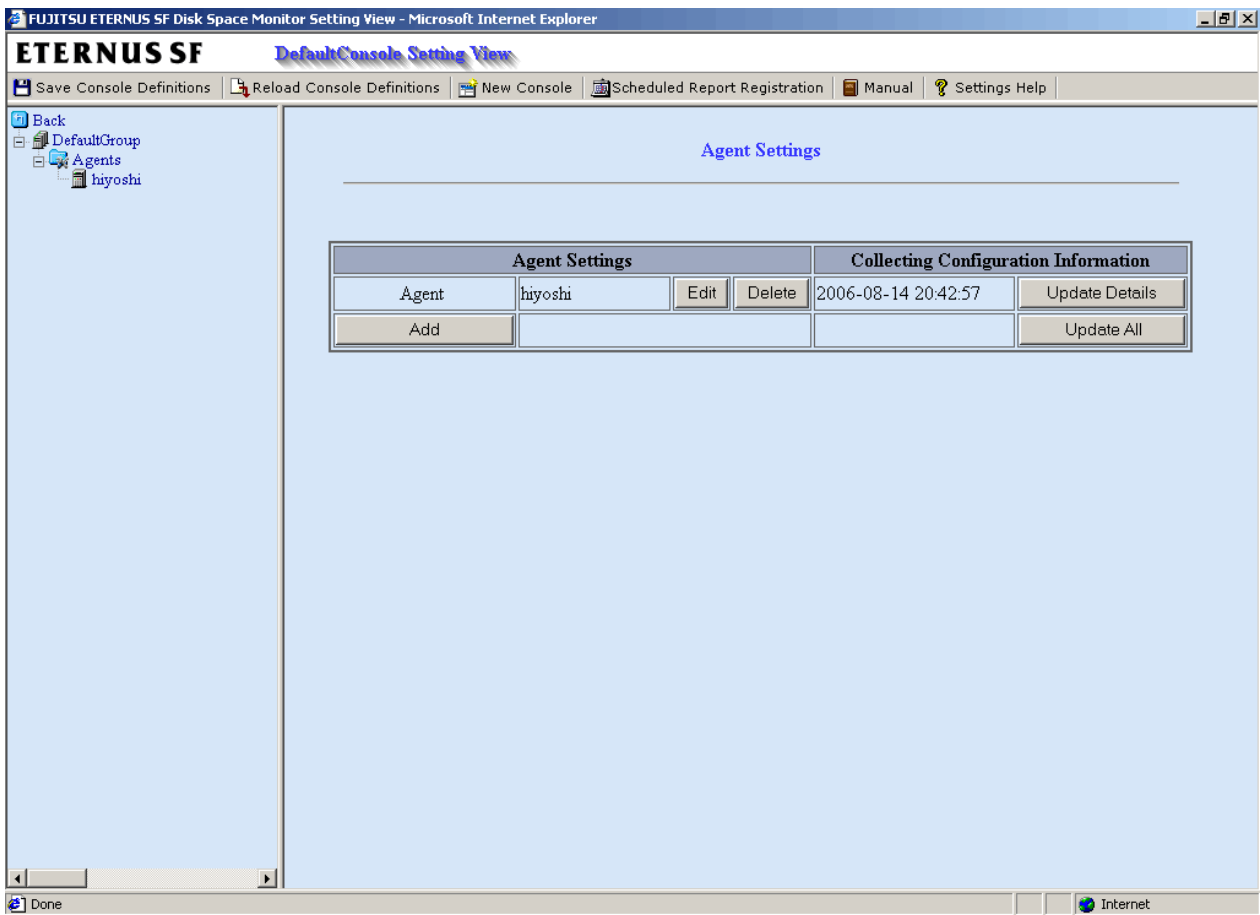 FUJITSU ETERNUS SF Disk Space Monitor Setting View - Microsoft Internet Explorer
ETERNUS SF DefaultConsole Setting View
Save Console Definitions Reload Console Definitions New Console Scheduled Report Registration Manual Settings Help
Back
DefaultGroup
Agents
hiyoshi
Agent Settings
Agent Settings Collecting Configuration Information
Agent hiyoshi Edit Delete 2006-08-14 20:42:57 Update Details
Add Update All
Done Internet